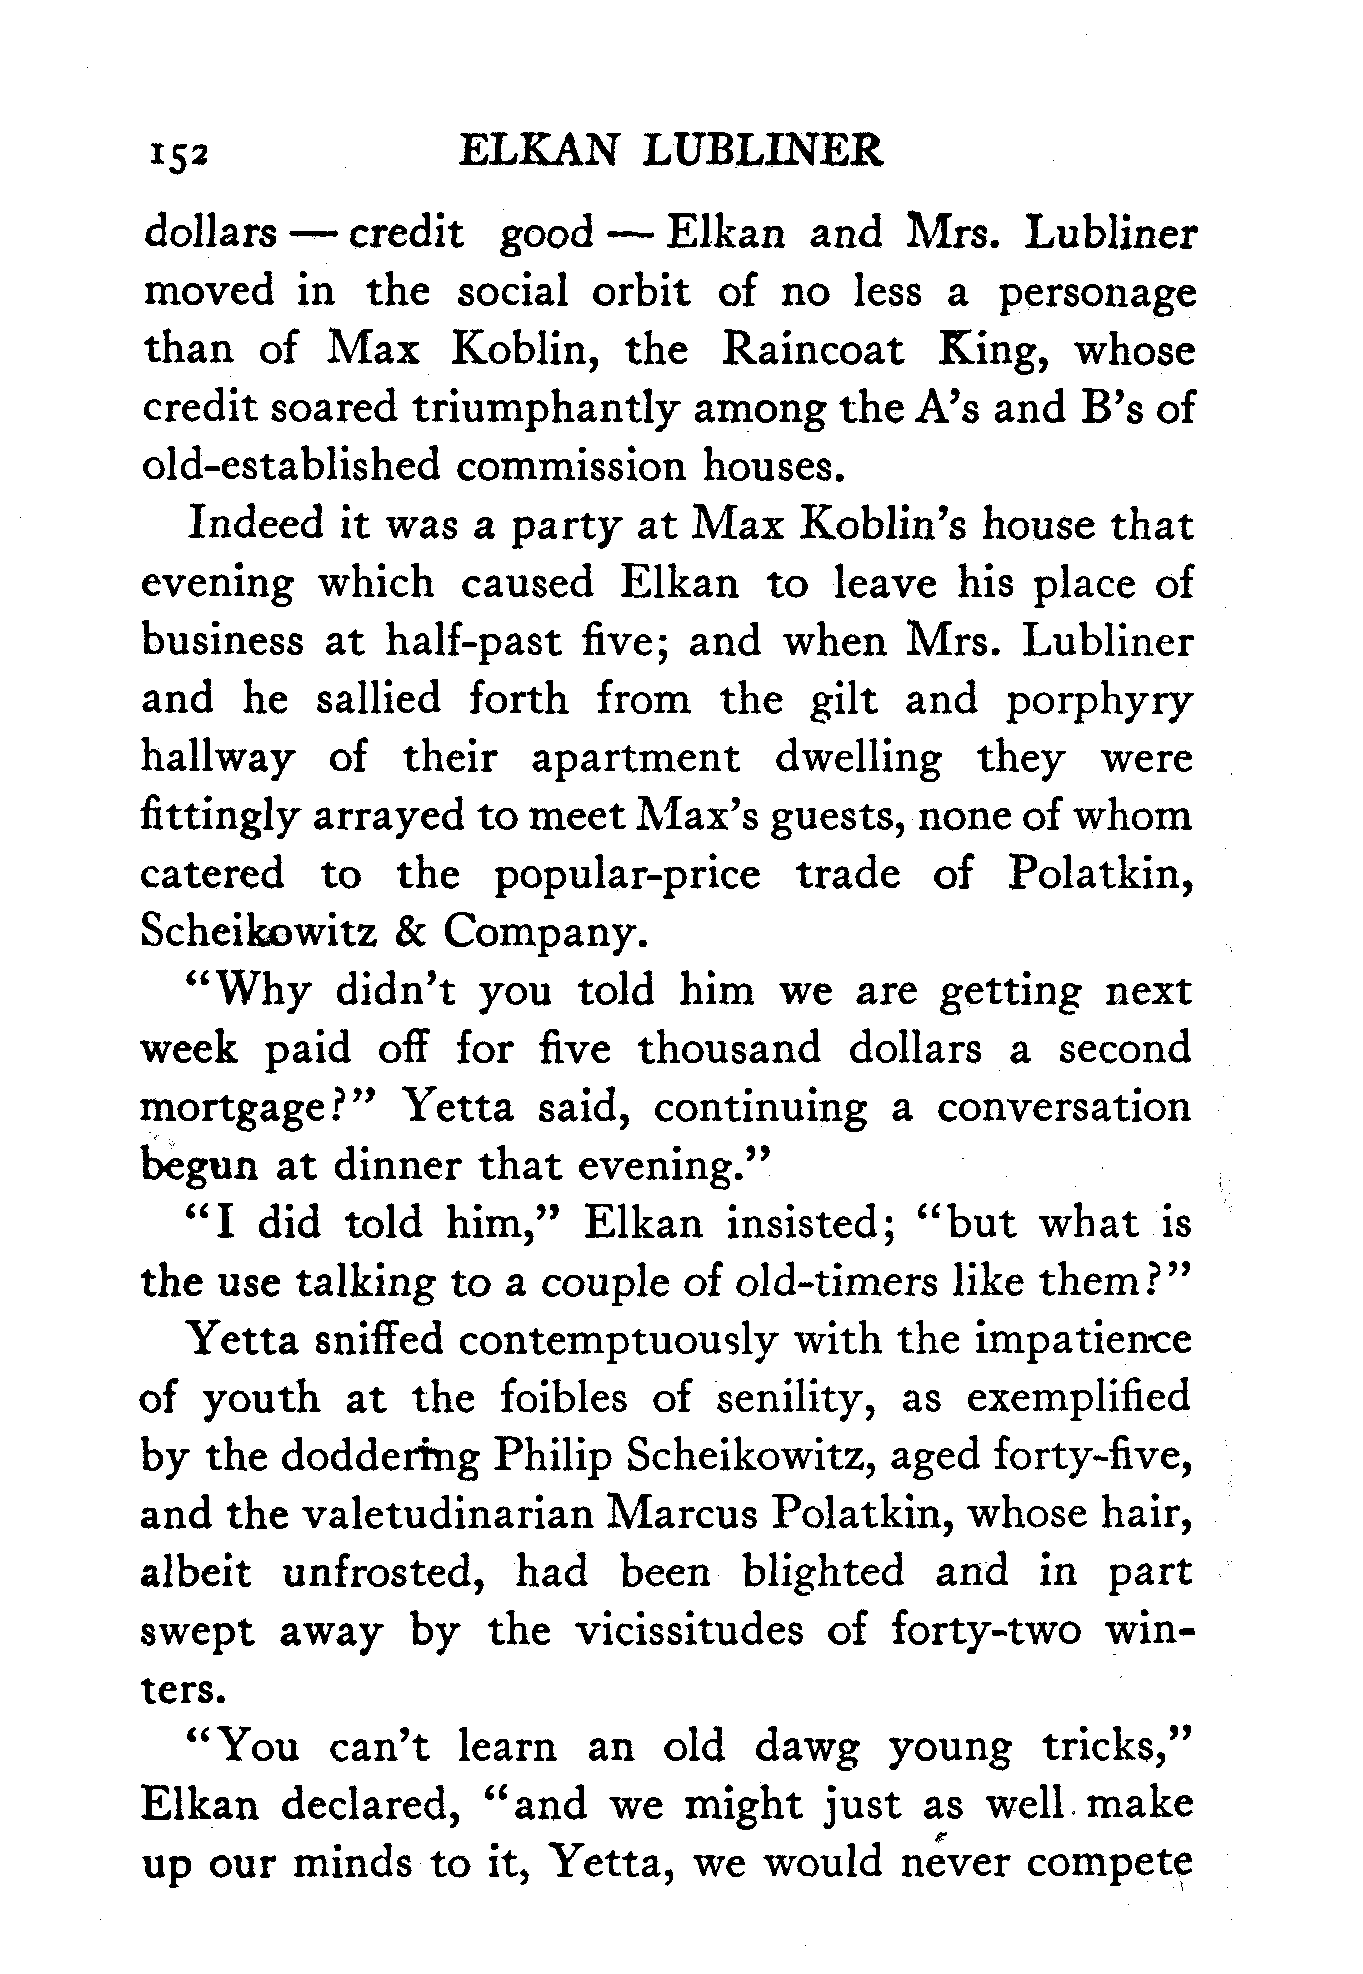 152 ELKAN LUBLINER
dollars — credit good — Elkan and Mrs. Lubliner
moved in the social orbit of no less a personage
than of Max Koblin, the Raincoat King, whose
credit soared triumphantly among the A's and B's of
old-established commission houses.
Indeed it was a party at Max Koblin's house that
evening which caused Elkan to leave his place of
business at half-past five; and when Mrs. Lubliner
and he sallied forth from the gilt and porphyry
hallway of their apartment dwelling they were
fittingly arrayed to meet Max's guests, none of whom
catered to the popular-price trade of Polatkin,
Scheikowitz & Company.
"Why didn't you told him we are getting next
week paid off for five thousand dollars a second
mortgage?" Yetta said, continuing a conversation
begun at dinner that evening."
"I did told him," Elkan insisted; "but what is
the use talking to a couple of old-timers like them?"
Yetta sniffed contemptuously with the impatience
of youth at the foibles of senility, as exemplified
by the doddering Philip Scheikowitz, aged forty-five,
and the valetudinarian Marcus Polatkin, whose hair,
albeit unfrosted, had been blighted and in part
swept away by the vicissitudes of forty-two win-
ters.
"You can't learn an old dawg young tricks,"
Elkan declared, "and we might just as well make
up our minds to it, Yetta, we would never compete